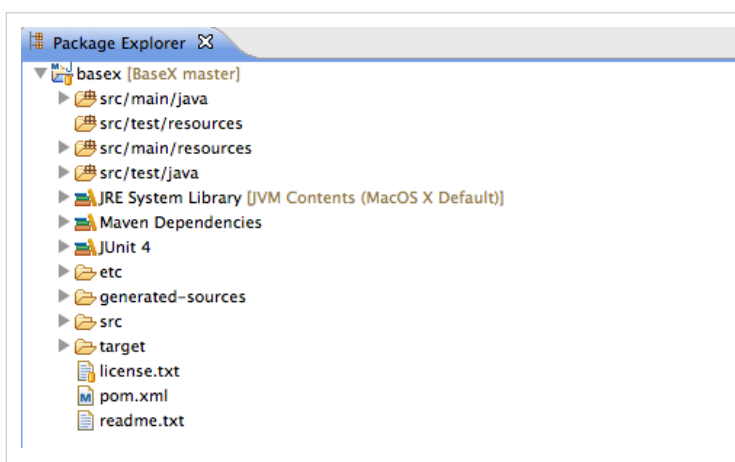 Package Explorer
basex [BaseX master]
src/main/java
src/test/resources
src/main/resources
src/test/java
JRE System Library [JVM Contents (MacOS X Default)]
Maven Dependencies
JUnit 4
etc
generated-sources
src
target
license.txt
pom.xml
readme.txt